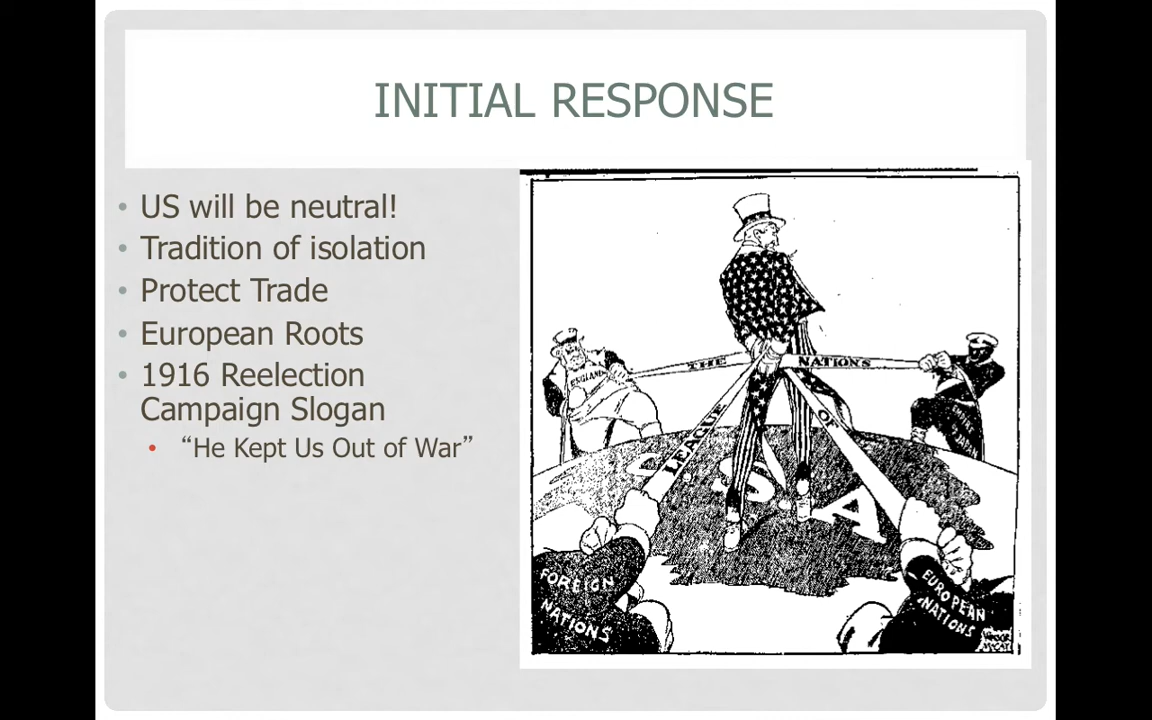 INITIAL RESPONSE
• US will be neutral!
• Tradition of isolation
• Protect Trade
• European Roots
• 1916 Reelection
Campaign Slogan
• “He Kept Us Out of War”
ENGLAND
THE
NATIONS
LEAGUE
OF
S
A
FOREIGN
NATIONS
EUROPEAN
NATIONS